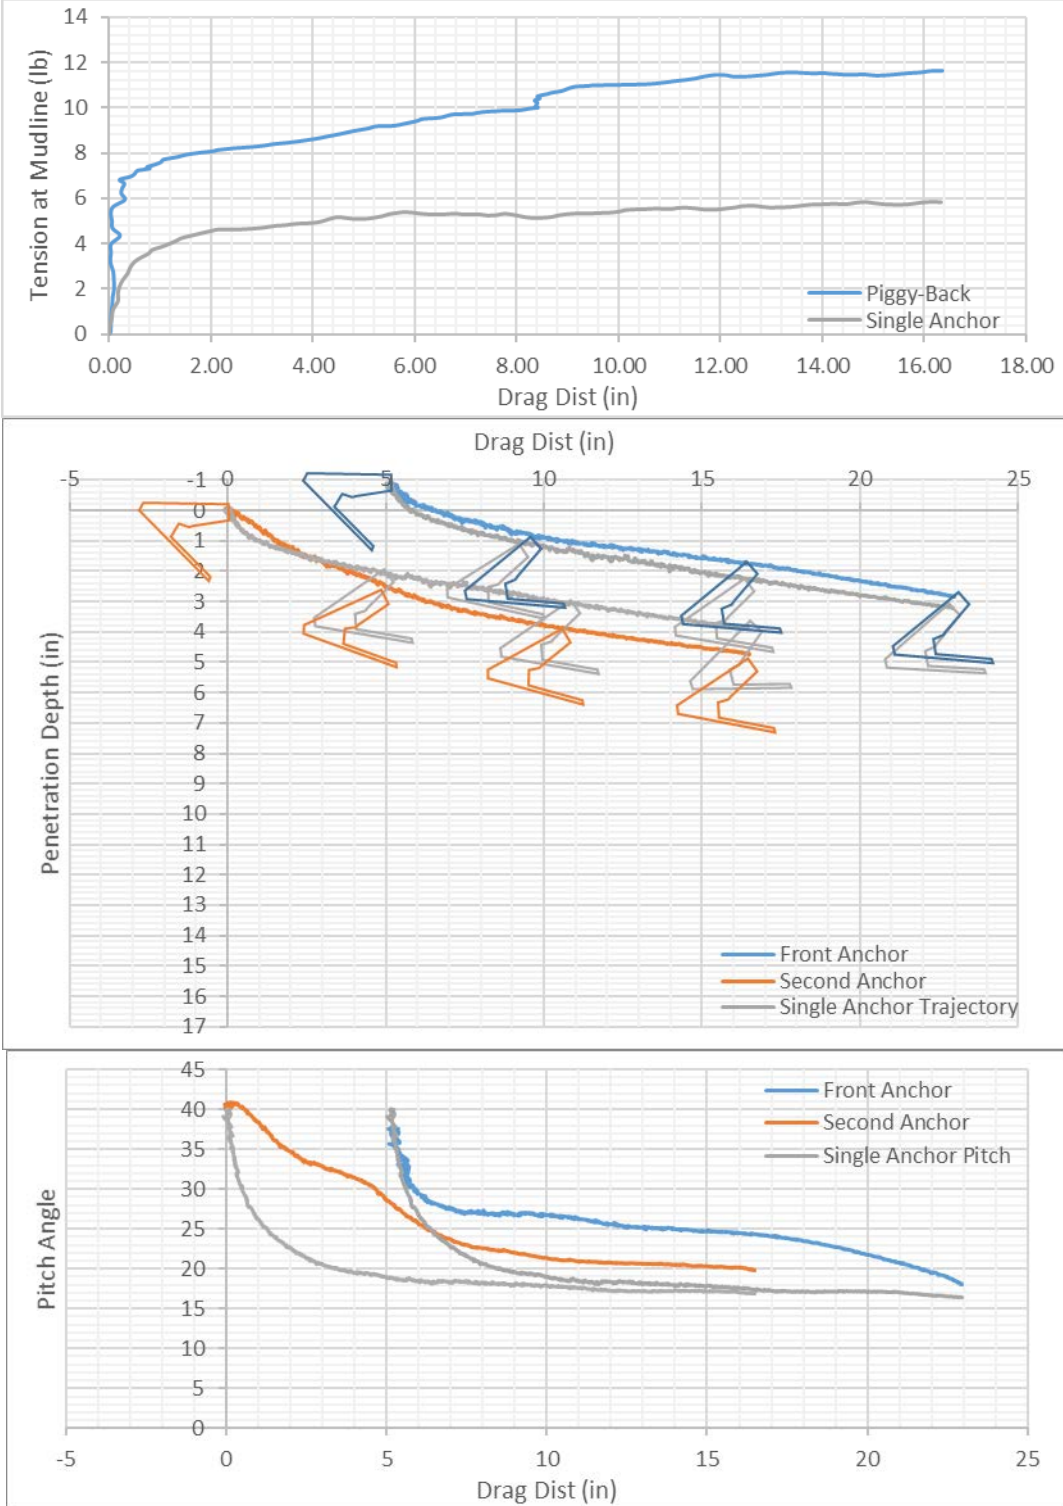 14
12
10
8
6
4
2
0
Tension at Mudline (lb)
Piggy-Back
Single Anchor
0.00 2.00 4.00 6.00 8.00 10.00 12.00 14.00 16.00 18.00
Drag Dist (in)
Drag Dist (in)
-5 0 5 10 15 20 25
-1
0
1
2
3
4
5
6
7
8
9
10
11
12
13
14
15
16
17
Penetration Depth (in)
Front Anchor
Second Anchor
Single Anchor Trajectory
45
40
35
30
25
20
15
10
5
0
Pitch Angle
Front Anchor
Second Anchor
Single Anchor Pitch
-5 0 5 10 15 20 25
Drag Dist (in)